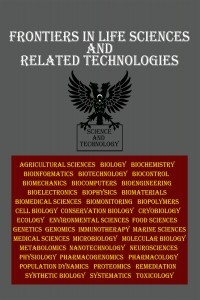 FRONTIERS IN LIFE SCIENCES
AND
RELATED TECHNOLOGIES
SCIENCE
AND
TECHNOLOGY
AGRICULTURAL SCIENCES BIOLOGY BIOCHEMISTRY
BIOINFORMATICS BIOTECHNOLOGY BIOCONTROL
BIOMECHANICS BIOCOMPUTERS BIOENGINEERING
BIOELECTRONICS BIOPHYSICS BIOMATERIALS
BIOMEDICAL SCIENCES BIOMONITORING BIOPOLYMERS
CELL BIOLOGY CONSERVATION BIOLOGY CRYOBIOLOGY
ECOLOGY ENVIRONMENTAL SCIENCES FOOD SCIENCES
GENETICS GENOMICS IMMUNOTHERAPY MARINE SCIENCES
MEDICAL SCIENCES MICROBIOLOGY MOLECULAR BIOLOGY
METABOLOMICS NANOTECHNOLOGY NEUROSCIENCES
PHYSIOLOGY PHARMACOGENOMICS PHARMACOLOGY
POPULATION DYNAMICS PROTEOMICS REMEDIATION
SYNTHETIC BIOLOGY SYSTEMATICS TOXICOLOGY